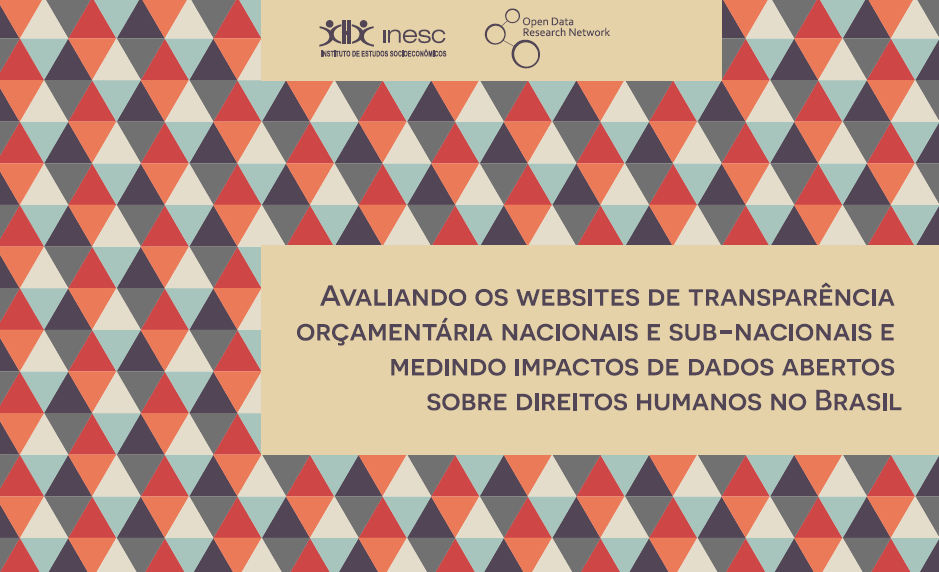 inesc
INSTITUTO DE ESTUDOS SOCIOECONÔMICOS
Open Data
Research Network
AVALIANDO OS WEBSITES DE TRANSPARÊNCIA
ORÇAMENTÁRIA NACIONAIS E SUB-NACIONAIS E
MEDINDO IMPACTOS DE DADOS ABERTOS
SOBRE DIREITOS HUMANOS NO BRASIL